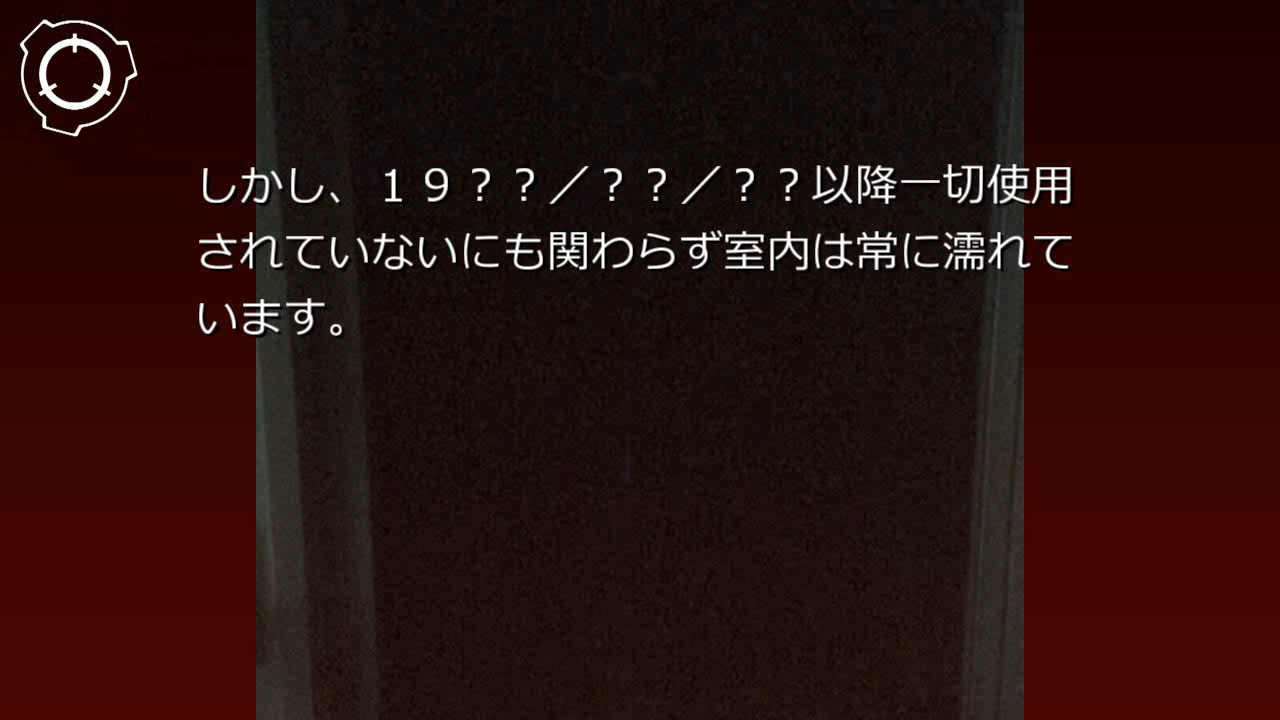 しかし、１９？？／？？／？？以降一切使用
されていないにも関わらず室内は常に濡れて
います。